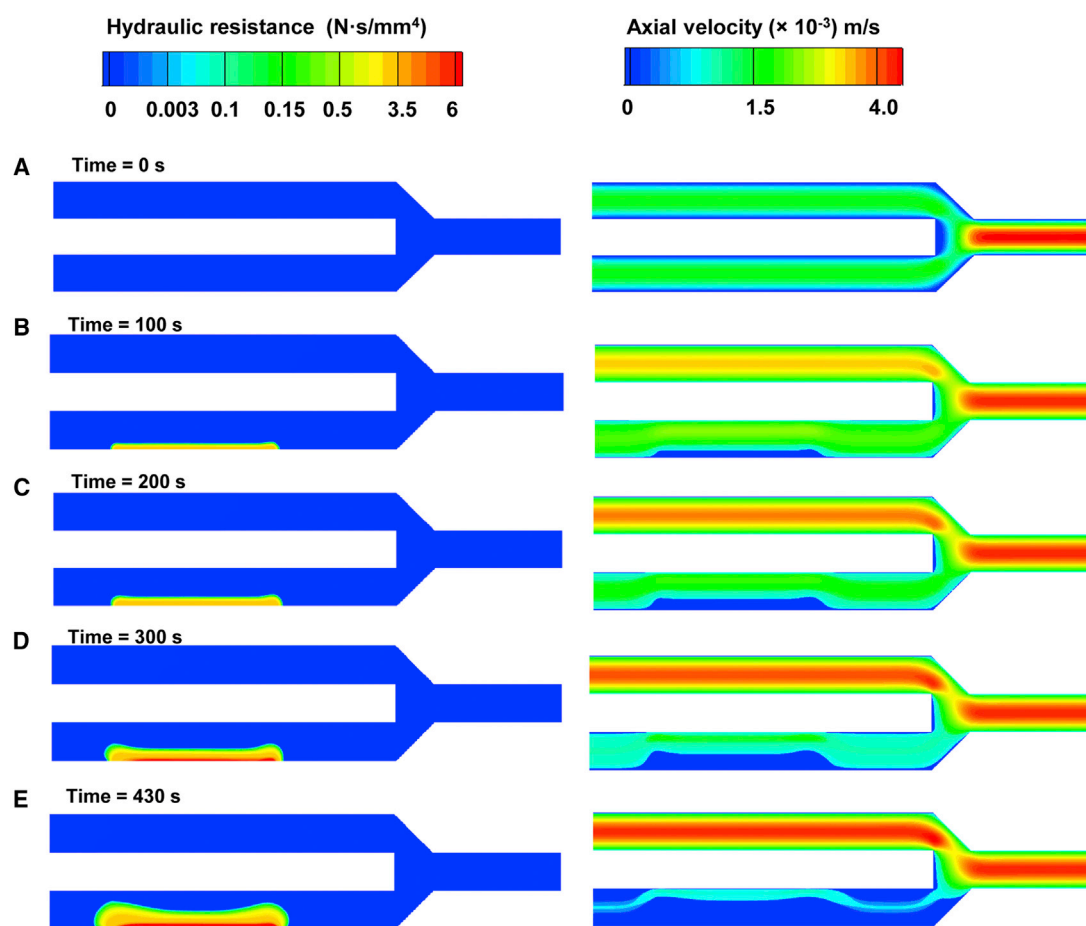 Hydraulic resistance (N·s/mm⁴)
0 0.003 0.1 0.15 0.5 3.5 6
Axial velocity (× 10⁻³) m/s
0 1.5 4.0
A Time = 0 s
B Time = 100 s
C Time = 200 s
D Time = 300 s
E Time = 430 s